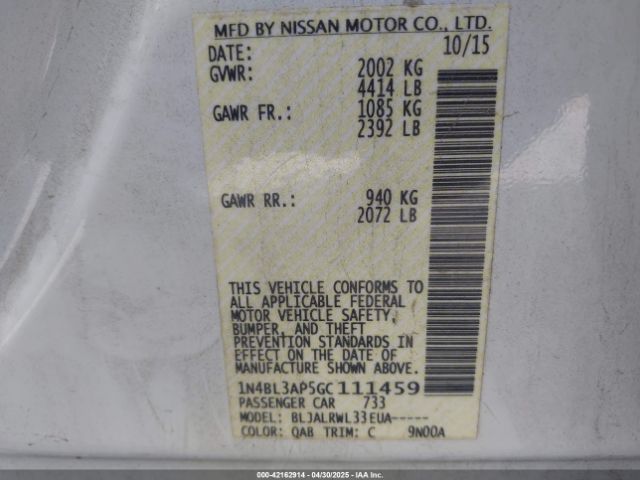 MFD BY NISSAN MOTOR CO., LTD.
DATE: 10/15
GVWR: 2002 KG
4414 LB
GAWR FR.: 1085 KG
2392 LB
GAWR RR.: 940 KG
2072 LB
THIS VEHICLE CONFORMS TO
ALL APPLICABLE FEDERAL
MOTOR VEHICLE SAFETY,
BUMPER, AND THEFT
PREVENTION STANDARDS IN
EFFECT ON THE DATE OF
MANUFACTURE SHOWN ABOVE.
1N4BL3AP5GC111459
PASSENGER CAR 733
MODEL: BLJALRWL33EUA-----
COLOR: QAB TRIM: C 9N00A
000-42162914 - 04/30/2025 - IAAI.COM